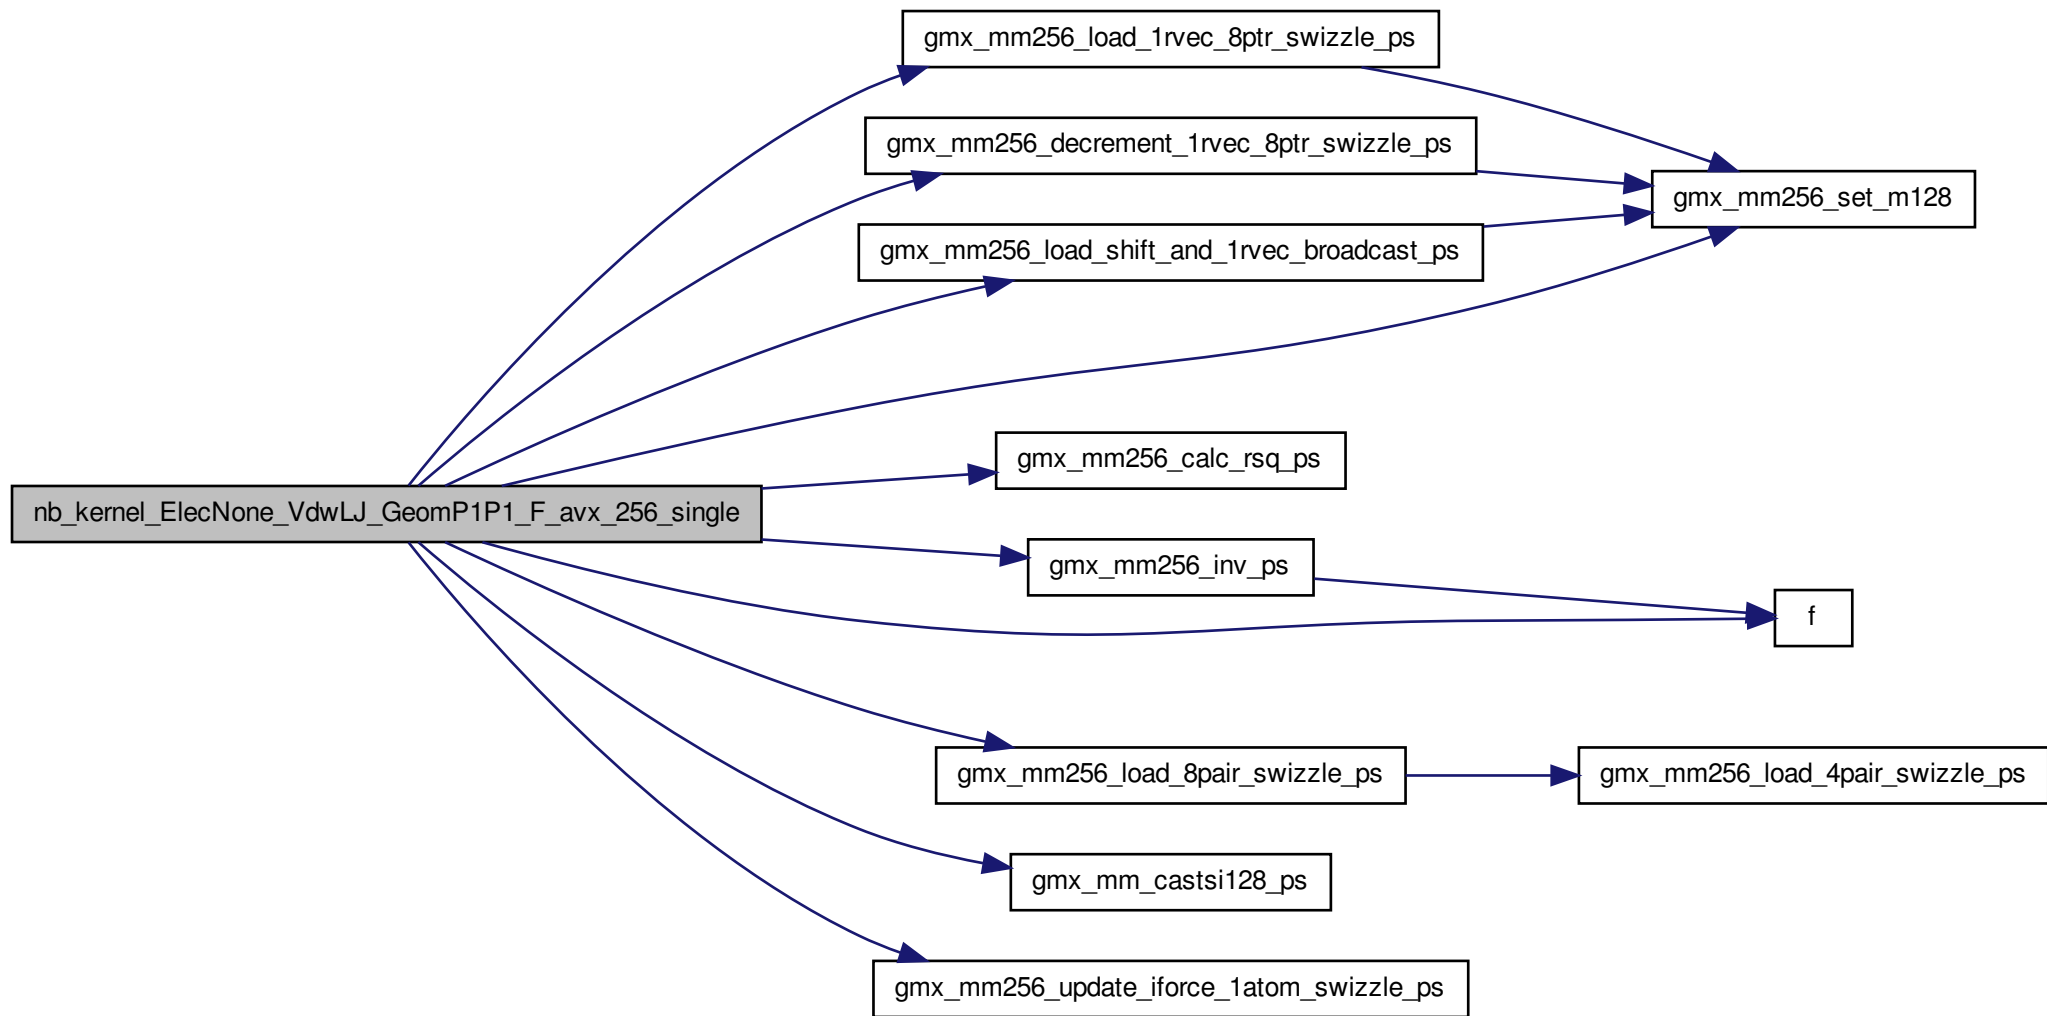 gmx_mm256_load_1rvec_8ptr_swizzle_ps
gmx_mm256_decrement_1rvec_8ptr_swizzle_ps
gmx_mm256_set_m128
gmx_mm256_load_shift_and_1rvec_broadcast_ps
gmx_mm256_calc_rsq_ps
nb_kernel_ElecNone_VdwLJ_GeomP1P1_F_avx_256_single
gmx_mm256_inv_ps
f
gmx_mm256_load_8pair_swizzle_ps
gmx_mm256_load_4pair_swizzle_ps
gmx_mm_castsi128_ps
gmx_mm256_update_iforce_1atom_swizzle_ps